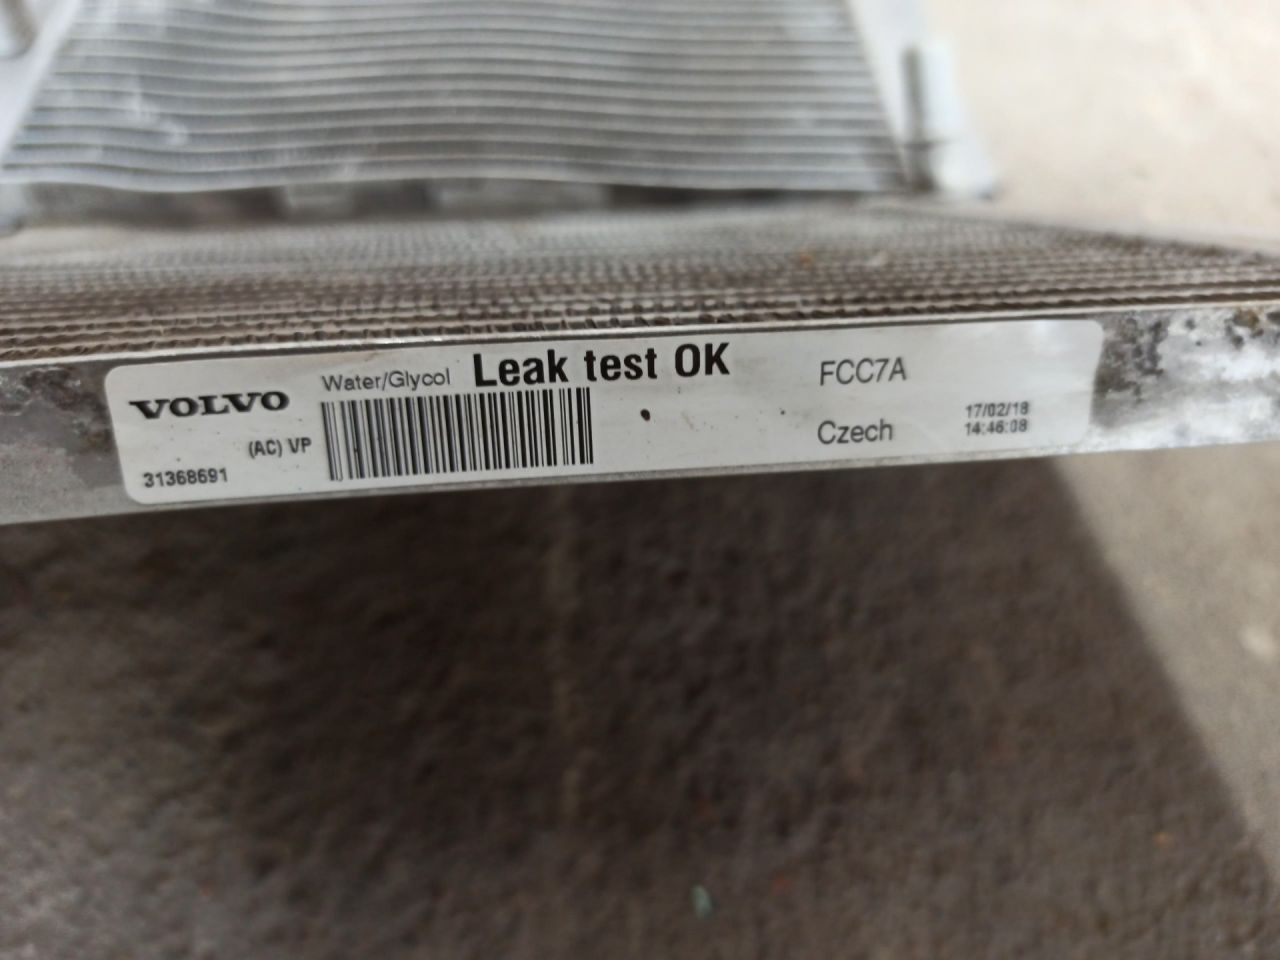 VOLVO
(AC) VP
31368691
Water/Glycol
Leak test OK
FCC7A
Czech
17/02/18
14:46:08